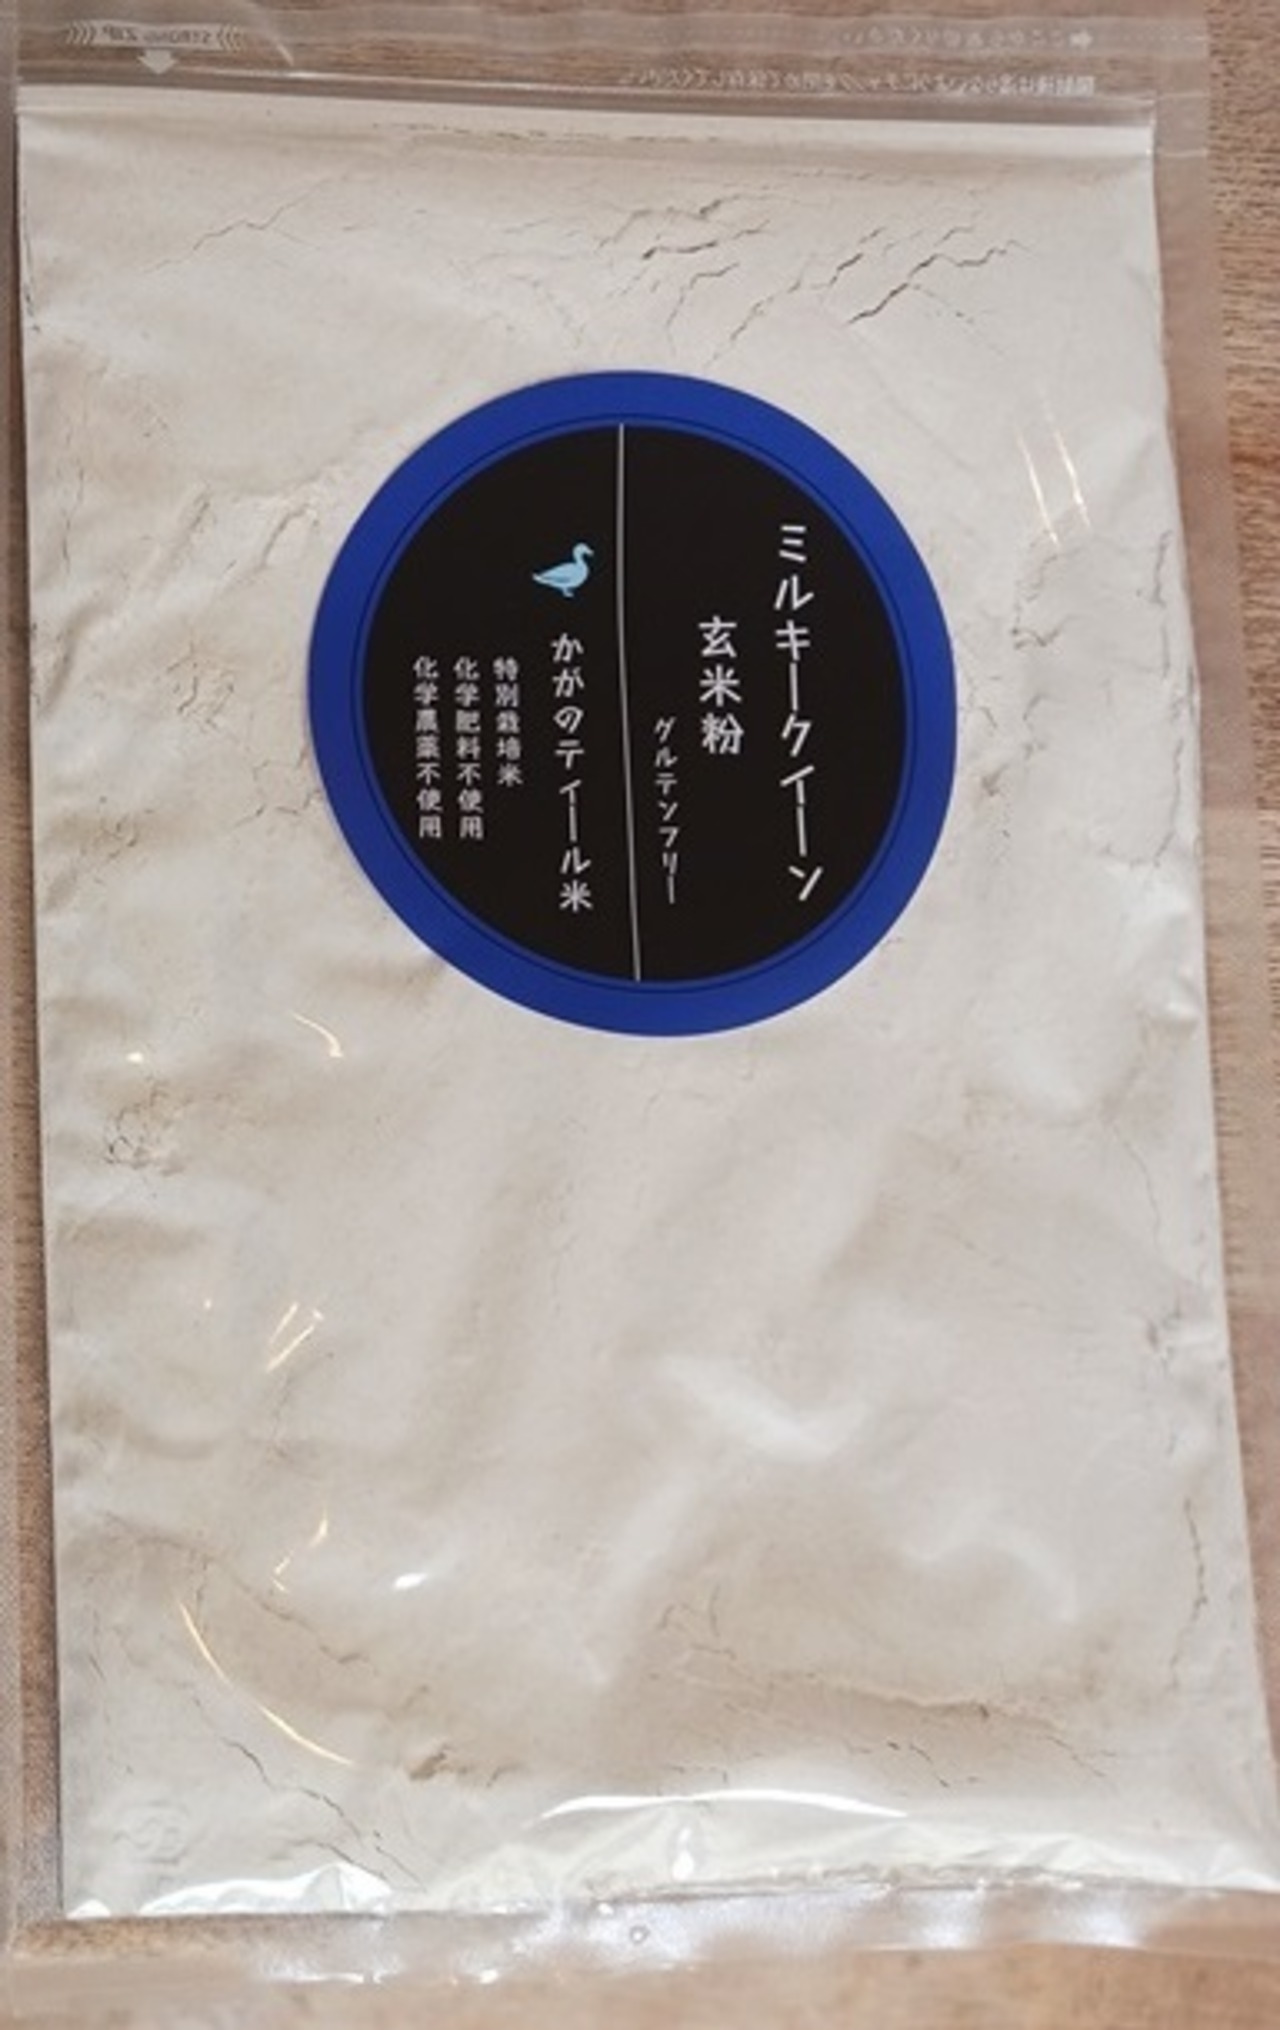 ミルキークイーン
玄米粉
グルテンフリー
かがのティール米
特別栽培米
化学肥料不使用
化学農薬不使用
STRONG ZIP